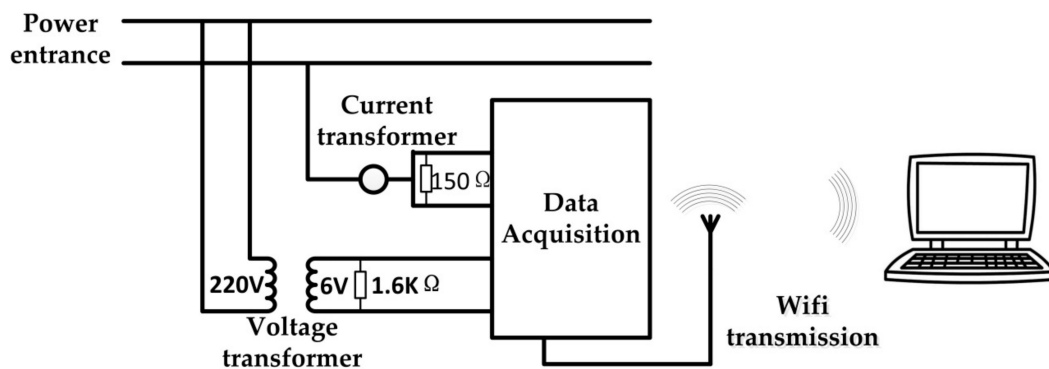 Power
entrance
Current
transformer
150 Ω
Data
Acquisition
220V
6V
1.6K Ω
Voltage
transformer
Wifi
transmission